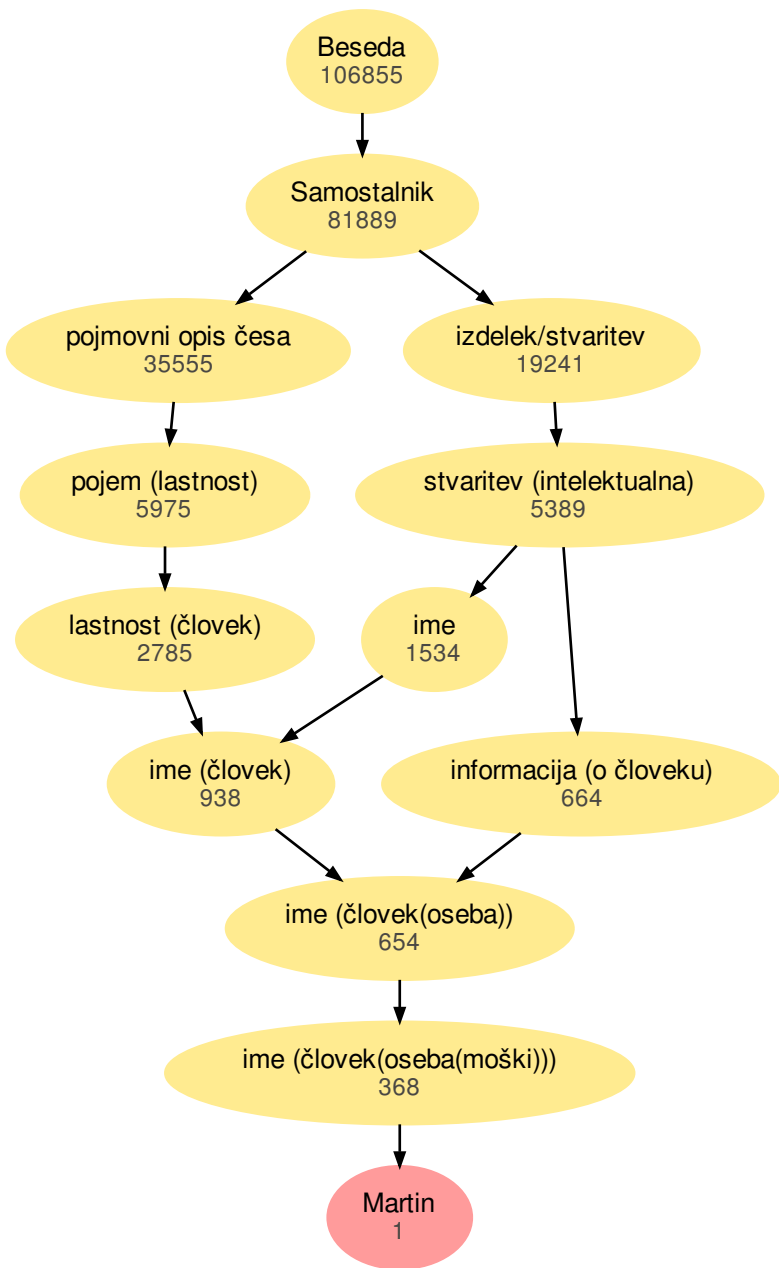 Beseda
106855
Samostalnik
81889
pojmovni opis česa
35555
izdelek/stvaritev
19241
pojem (lastnost)
5975
stvaritev (intelektualna)
5389
lastnost (človek)
2785
ime
1534
ime (človek)
938
informacija (o človeku)
664
ime (človek(oseba))
654
ime (človek(oseba(moški)))
368
Martin
1